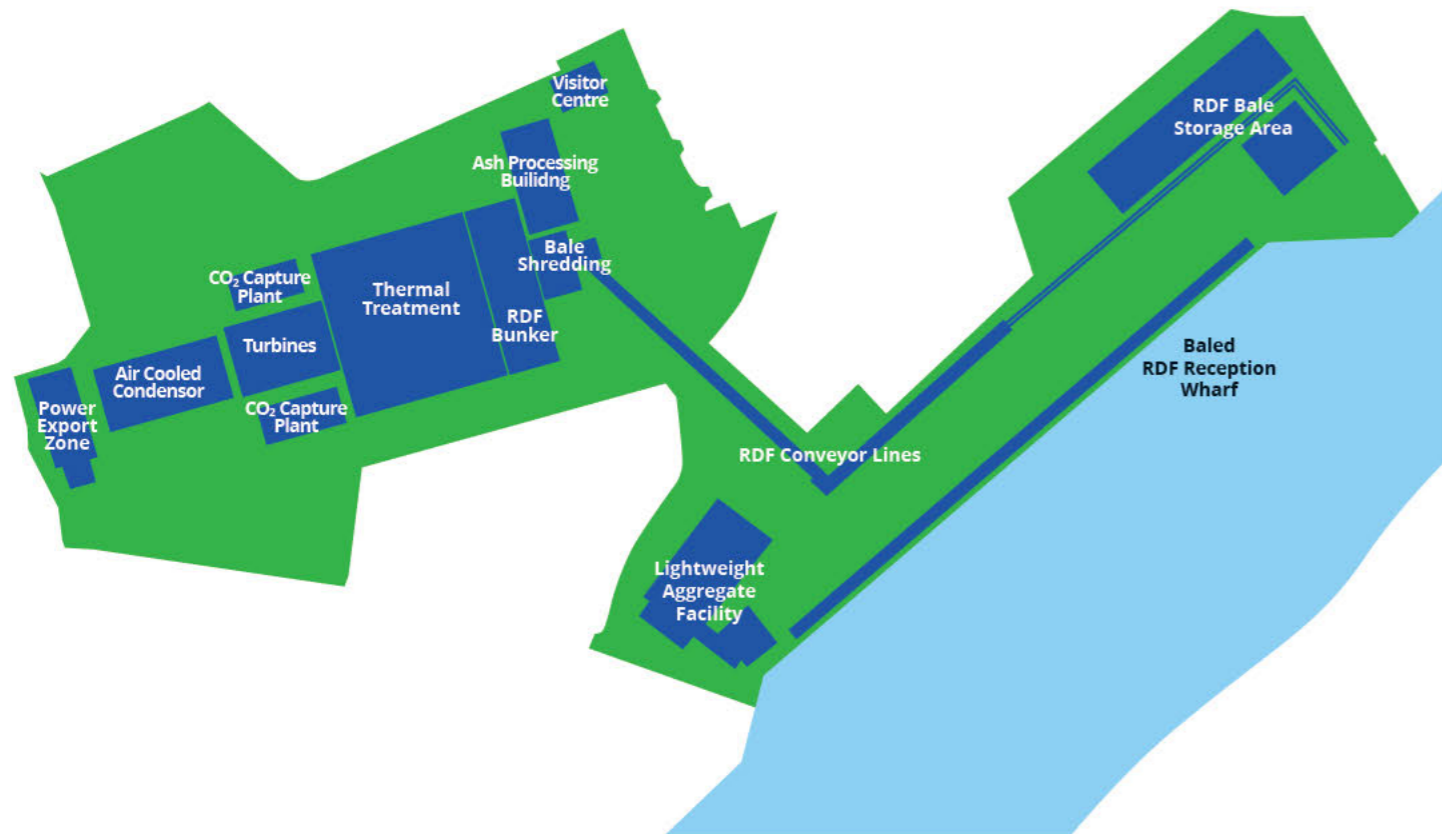 Visitor
Centre
RDF Bale
Storage Area
Ash Processing
Builidng
Bale
Shredding
CO₂ Capture
Plant
Thermal
Treatment
RDF
Bunker
Turbines
Air Cooled
Condensor
CO₂ Capture
Plant
Power
Export
Zone
Baled
RDF Reception
Wharf
RDF Conveyor Lines
Lightweight
Aggregate
Facility